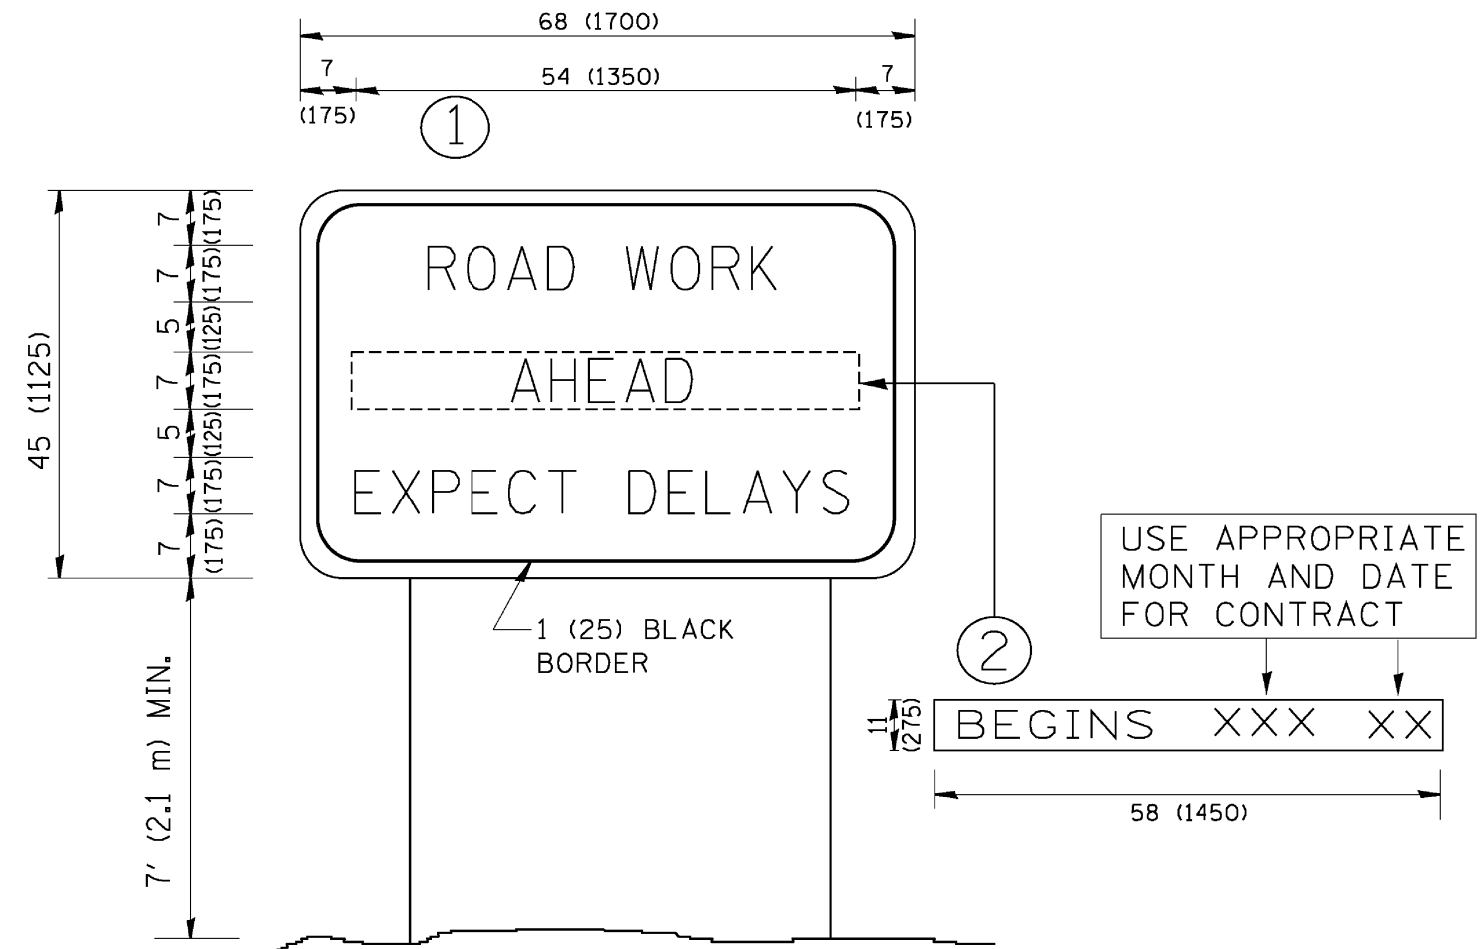 68 (1700)
7
54 (1350)
7
(175)
(175)
1
45 (1125)
7
(175)
7
(175)
5
(125)
7
(175)
5
(125)
7
(175)
7
(175)
ROAD WORK
AHEAD
EXPECT DELAYS
1 (25) BLACK
BORDER
7' (2.1 m) MIN.
USE APPROPRIATE
MONTH AND DATE
FOR CONTRACT
2
11
(275)
BEGINS XXX XX
58 (1450)